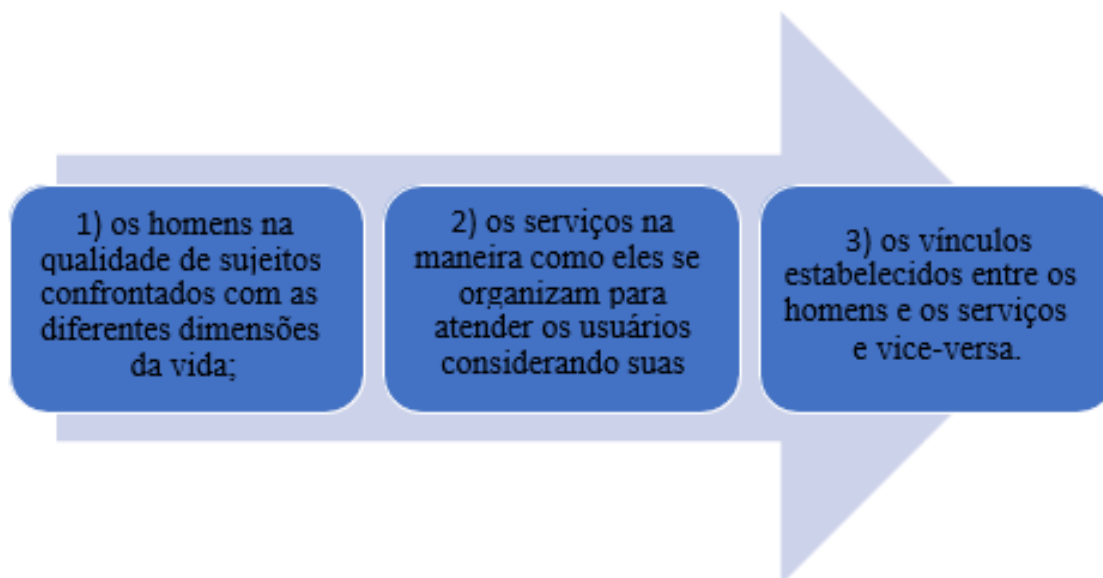 1) os homens na
qualidade de sujeitos
confrontados com as
diferentes dimensões
da vida;
2) os serviços na
maneira como eles se
organizam para
atender os usuários
considerando suas
3) os vínculos
estabelecidos entre os
homens e os serviços
e vice-versa.